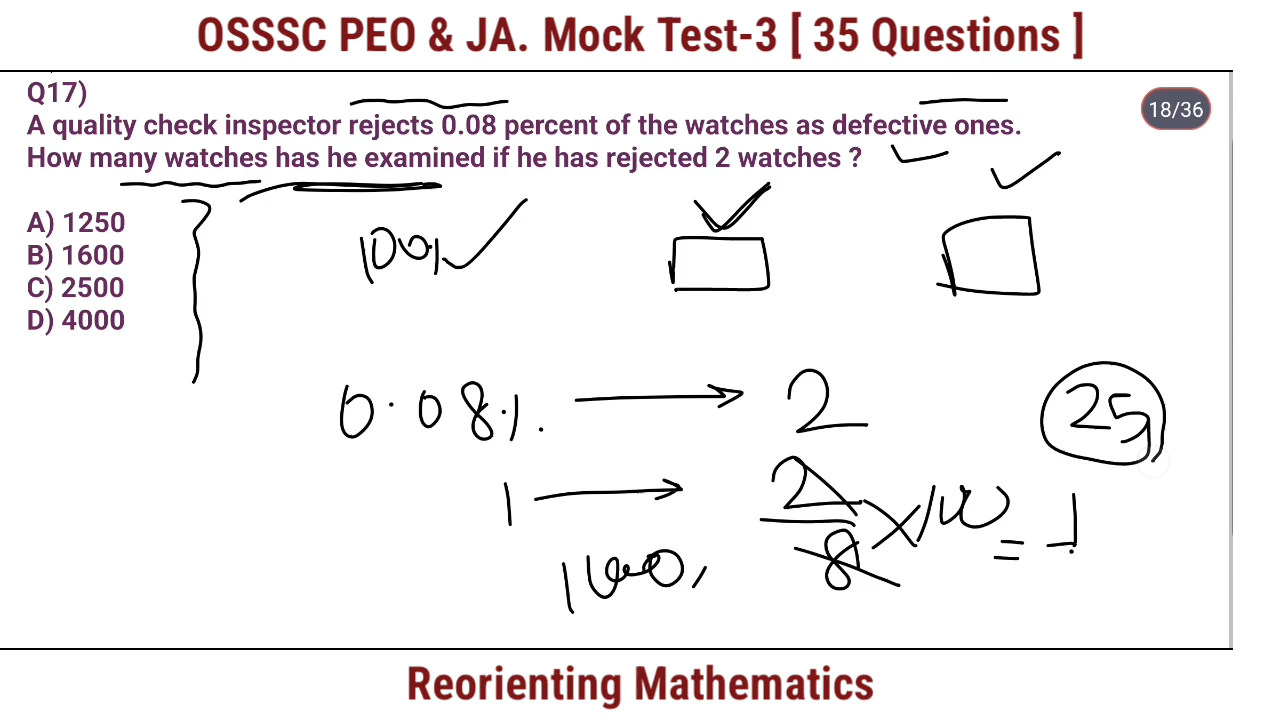 OSSSC PEO & JA. Mock Test-3 [ 35 Questions ]
Q17)
18/36
A quality check inspector rejects 0.08 percent of the watches as defective ones.
How many watches has he examined if he has rejected 2 watches ?
A) 1250
B) 1600
C) 2500
D) 4000
100%
0.08% → 2
25
1 → 2/8 × 100 =
100
Reorienting Mathematics